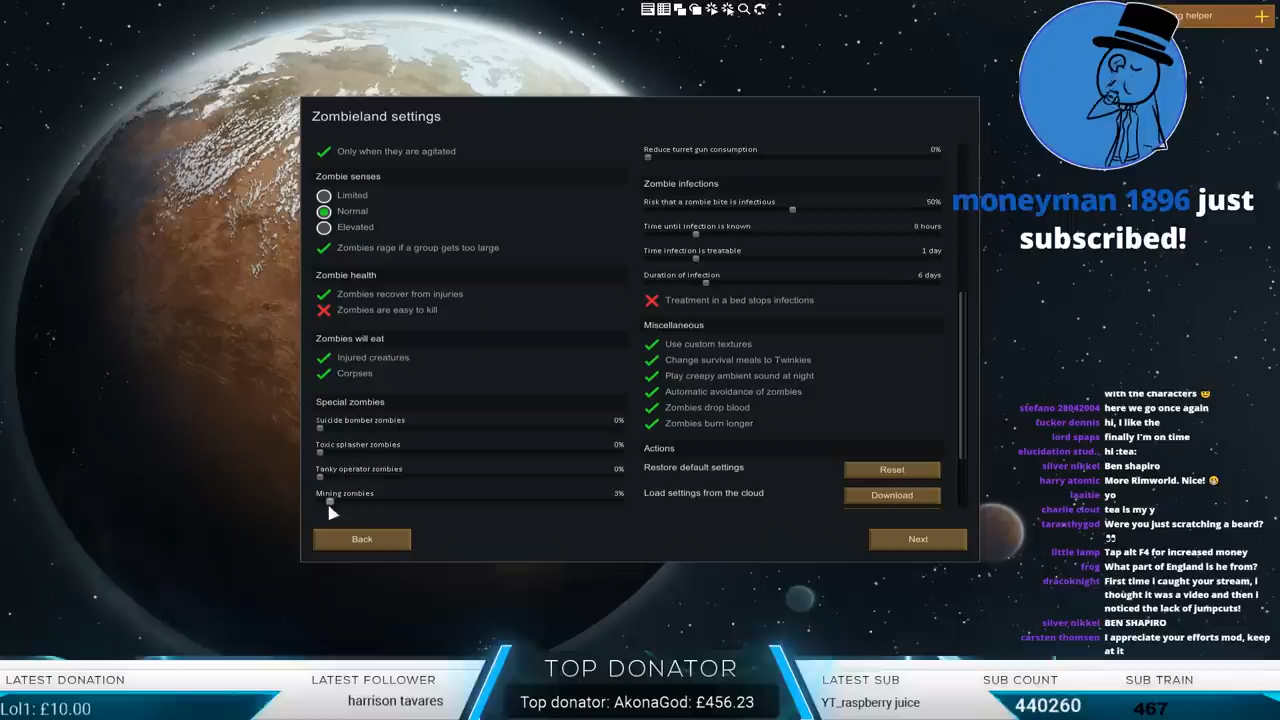 Zombieland settings
Only when they are agitated
Zombie senses
Limited
Normal
Elevated
Zombies rage if a group gets too large
Zombie health
Zombies recover from injuries
Zombies are easy to kill
Zombies will eat
Injured creatures
Corpses
Special zombies
Suicide bomber zombies 0%
Toxic splasher zombies 0%
Tanky operator zombies 0%
Mining zombies 3%
Back
Reduce turret gun consumption 0%
Zombie infections
Risk that a zombie bite is infectious 50%
Time until infection is known 8 hours
Time infection is treatable 1 day
Duration of infection 6 days
Treatment in a bed stops infections
Miscellaneous
Use custom textures
Change survival meals to Twinkies
Play creepy ambient sound at night
Automatic avoidance of zombies
Zombies drop blood
Zombies burn longer
Actions
Restore default settings Reset
Load settings from the cloud Download
Next
helper
moneyman 1896 just
subscribed!
with the characters
stefano 28042004 here we go once again
fucker dennis hi, I like the
lord spaps finally I'm on time
elucidation stud.. hi :tea:
silver nikkel Ben shapiro
harry atomic More Rimworld. Nice!
laaitie yo
charlie clout tea is my y
taraxthygod Were you just scratching a beard?
little lamp Tap alt F4 for increased money
frog What part of England is he from?
dracoknight First time i caught your stream, i
thought it was a video and then i
noticed the lack of jumpcuts!
silver nikkel BEN SHAPIRO
carsten thomsen I appreciate your efforts mod, keep
at it
LATEST DONATION
Lol1: £10.00
LATEST FOLLOWER
harrison tavares
TOP DONATOR
Top donator: AkonaGod: £456.23
LATEST SUB
YT_raspberry juice
SUB COUNT
440260
SUB TRAIN
467